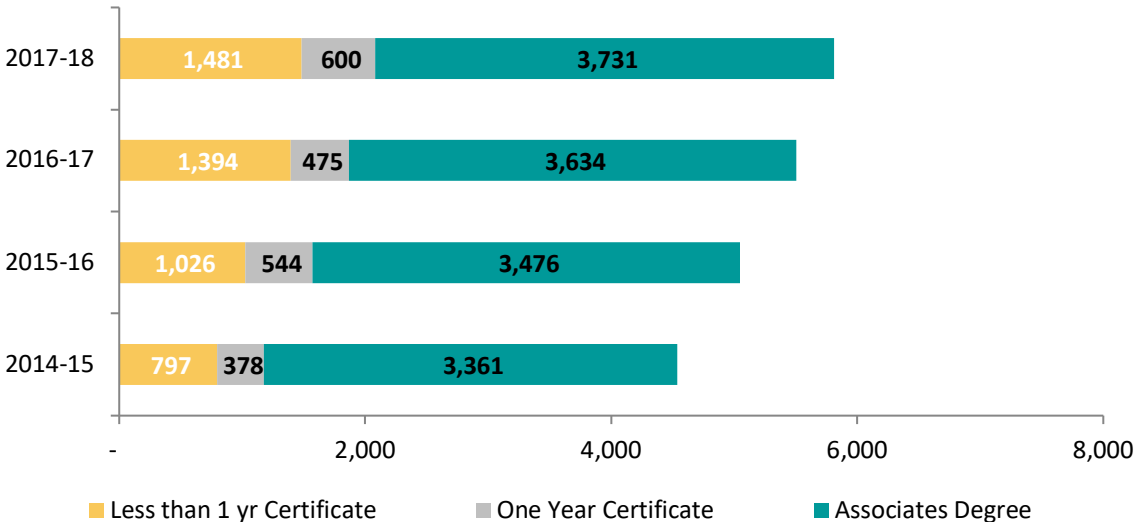 2017-18 1,481 600 3,731
2016-17 1,394 475 3,634
2015-16 1,026 544 3,476
2014-15 797 378 3,361
- 2,000 4,000 6,000 8,000
Less than 1 yr Certificate One Year Certificate Associates Degree